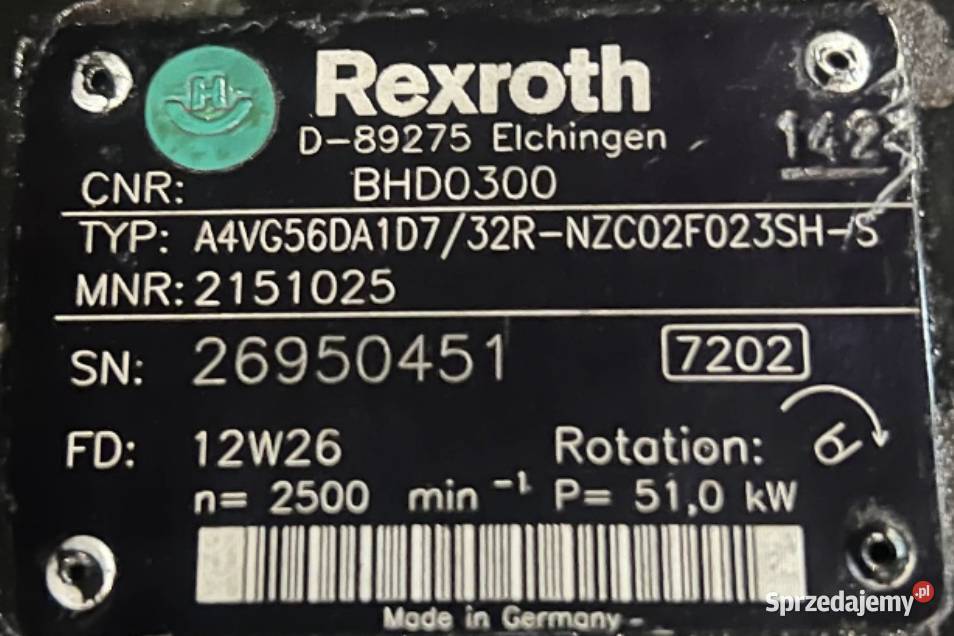 H
Rexroth
D-89275 Elchingen
142
CNR: BHD0300
TYP: A4VG56DA1D7/32R-NZC02F023SH-S
MNR: 2151025
SN: 26950451 7202
FD: 12W26 Rotation:
n= 2500 min⁻¹ P= 51,0 kW
Made in Germany
Sprzedajemy.pl